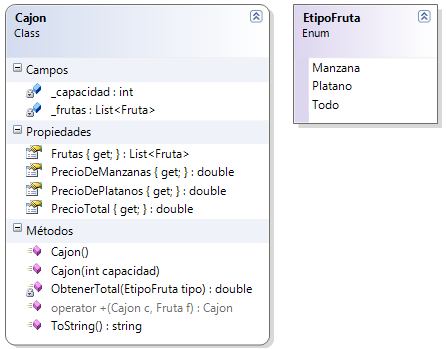 Cajon
Class
Campos
_capacidad : int
_frutas : List<Fruta>
Propiedades
Frutas { get; } : List<Fruta>
PrecioDeManzanas { get; } : double
PrecioDePlatanos { get; } : double
PrecioTotal { get; } : double
Métodos
Cajon()
Cajon(int capacidad)
ObtenerTotal(EtipoFruta tipo) : double
operator +(Cajon c, Fruta f) : Cajon
ToString() : string
EtipoFruta
Enum
Manzana
Platano
Todo